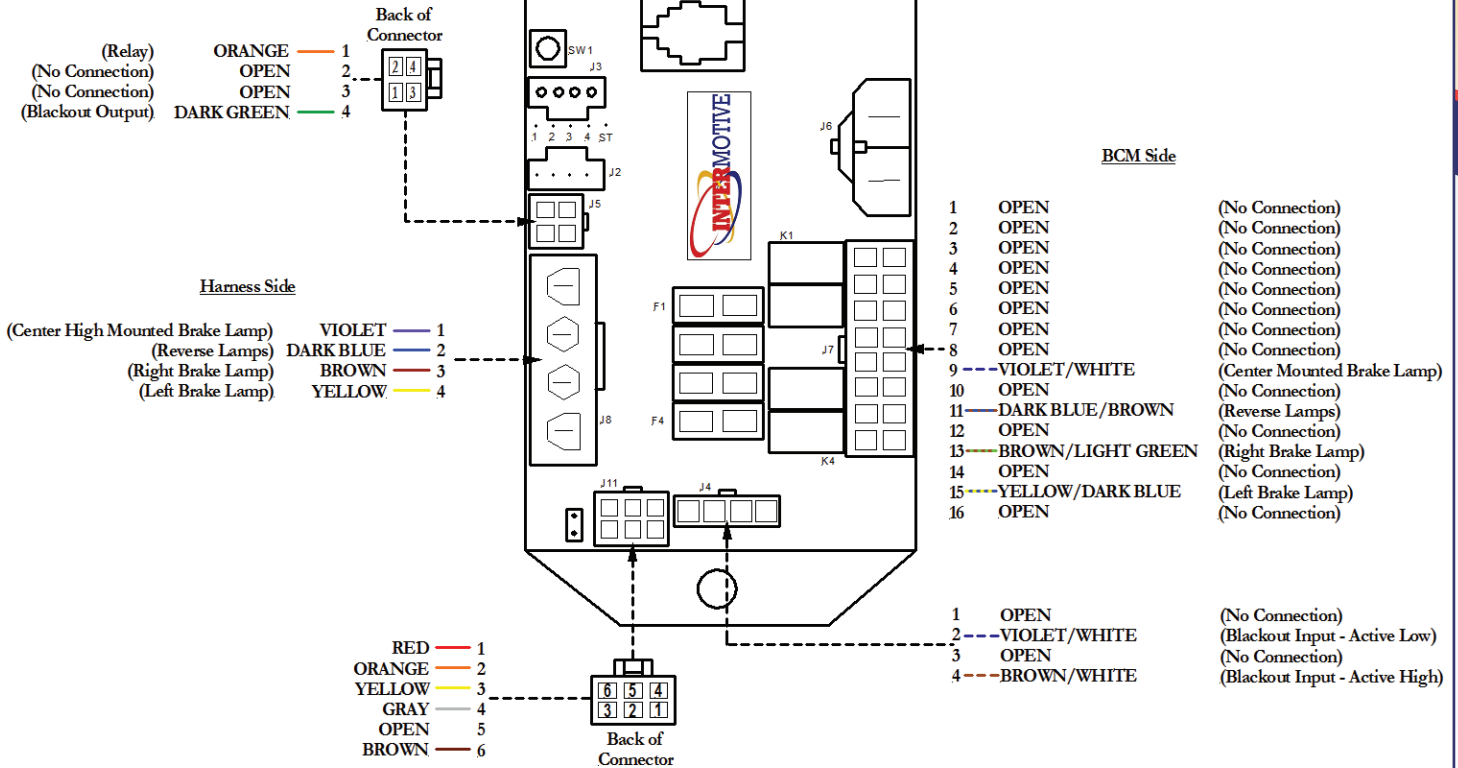 Back of
Connector
(Relay) ORANGE 1
(No Connection) OPEN 2
(No Connection) OPEN 3
(Blackout Output) DARK GREEN 4
2 4
1 3
SW1
J3
1 2 3 4 ST
J2
J5
INTERMOTIVE
J6
K1
F1
J7
F4
K4
J8
J11
J4
Harness Side
(Center High Mounted Brake Lamp) VIOLET 1
(Reverse Lamps) DARK BLUE 2
(Right Brake Lamp) BROWN 3
(Left Brake Lamp) YELLOW 4
BCM Side
1 OPEN (No Connection)
2 OPEN (No Connection)
3 OPEN (No Connection)
4 OPEN (No Connection)
5 OPEN (No Connection)
6 OPEN (No Connection)
7 OPEN (No Connection)
8 OPEN (No Connection)
9 VIOLET/WHITE (Center Mounted Brake Lamp)
10 OPEN (No Connection)
11 DARK BLUE/BROWN (Reverse Lamps)
12 OPEN (No Connection)
13 BROWN/LIGHT GREEN (Right Brake Lamp)
14 OPEN (No Connection)
15 YELLOW/DARK BLUE (Left Brake Lamp)
16 OPEN (No Connection)
1 OPEN (No Connection)
2 VIOLET/WHITE (Blackout Input - Active Low)
3 OPEN (No Connection)
4 BROWN/WHITE (Blackout Input - Active High)
RED 1
ORANGE 2
YELLOW 3
GRAY 4
OPEN 5
BROWN 6
6 5 4
3 2 1
Back of
Connector